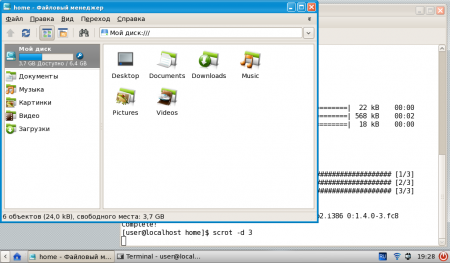 home - Файловый менеджер
Файл Правка Вид Переход Справка
Мой диск:///
Мой диск
3,7 GB Доступно / 6,4 GB
Документы
Музыка
Картинки
Видео
Загрузки
Desktop
Documents
Downloads
Music
Pictures
Videos
6 объектов (24,0 kB), свободного места: 3,7 GB
=======| 22 kB 00:00
=======| 568 kB 00:02
=======| 18 kB 00:00
##################### [1/3]
##################### [2/3]
##################### [3/3]
2.i386 0:1.4.0-3.fc8
Complete!
[user@localhost home]$ scrot -d 3
home - Файловый м...
Terminal - user@local...
19:28